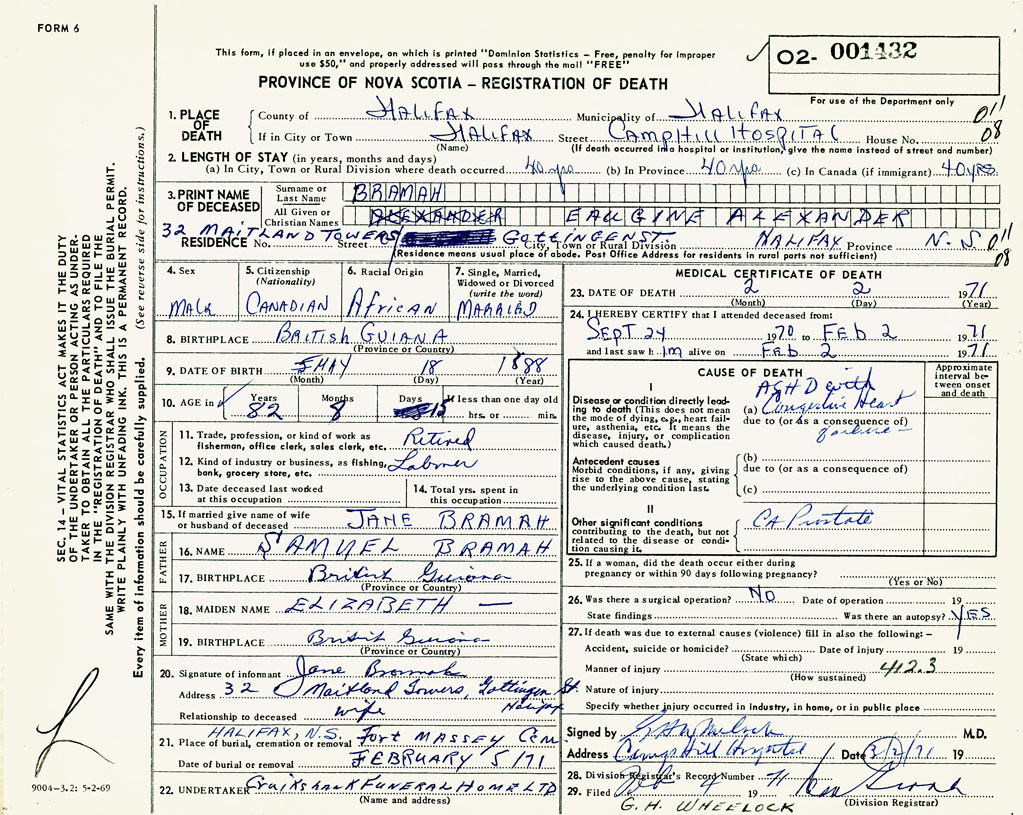 FORM 6
This form, if placed in an envelope, on which is printed "Dominion Statistics – Free, penalty for improper
use $50," and properly addressed will pass through the mail "FREE"
02- 001432
PROVINCE OF NOVA SCOTIA – REGISTRATION OF DEATH
For use of the Department only
1. PLACE OF DEATH
County of HALIFAX Municipality of HALIFAX 011
If in City or Town HALIFAX Street CAMPHILL HOSPITAL House No. 08
(Name) (If death occurred in a hospital or institution, give the name instead of street and number)
2. LENGTH OF STAY (in years, months and days)
(a) In City, Town or Rural Division where death occurred 40 yrs (b) In Province 40 yrs (c) In Canada (if immigrant) 40 yrs.
3. PRINT NAME OF DECEASED
Surname or Last Name BRAMAH
All Given or Christian Names ALEXANDER EAUGINE ALEXANDER
32 MAITLAND TOWERS Gottingen St HALIFAX N.S. 011
RESIDENCE No. Street City, Town or Rural Division Province 08
(Residence means usual place of abode. Post Office Address for residents in rural parts not sufficient)
4. Sex 5. Citizenship (Nationality) 6. Racial Origin 7. Single, Married, Widowed or Divorced (write the word)
MALE CANADIAN African MARRIED
8. BIRTHPLACE British Guiana
(Province or Country)
9. DATE OF BIRTH MAY 18 1888
(Month) (Day) (Year)
10. AGE in Years Months Days If less than one day old
82 8 15 hrs. or min.
OCCUPATION
11. Trade, profession, or kind of work as fisherman, office clerk, sales clerk, etc. Retired
12. Kind of industry or business, as fishing, bank, grocery store, etc. Laborer
13. Date deceased last worked at this occupation
14. Total yrs. spent in this occupation
15. If married give name of wife or husband of deceased JANE BRAMAH
FATHER
16. NAME SAMUEL BRAMAH
17. BIRTHPLACE British Guiana
(Province or Country)
MOTHER
18. MAIDEN NAME ELIZABETH —
19. BIRTHPLACE British Guiana
(Province or Country)
20. Signature of informant Jane Bramah
Address 32 Maitland Towers, Gottingen St. Halifax
Relationship to deceased wife
HALIFAX, N.S. Fort MASSEY Cem
21. Place of burial, cremation or removal
Date of burial or removal FEBRUARY 5/71
22. UNDERTAKER Cruikshank FUNERAL HOME LTD
(Name and address)
MEDICAL CERTIFICATE OF DEATH
23. DATE OF DEATH 2 2 1971
(Month) (Day) (Year)
24. I HEREBY CERTIFY that I attended deceased from:
SEPT 24 1970 to FEB 2 1971
and last saw him alive on FEB 2 1971
CAUSE OF DEATH
Approximate interval between onset and death
I
Disease or condition directly leading to death (This does not mean
the mode of dying, e.g., heart failure, asthenia, etc. It means the
disease, injury, or complication which caused death.)
ASHD with
(a) Congestive Heart
due to (or as a consequence of)
failure
Antecedent causes
Morbid conditions, if any, giving rise to the above cause, stating the underlying condition last.
(b)
due to (or as a consequence of)
(c)
II
Other significant conditions
contributing to the death, but not related to the disease or condition causing it.
CA Prostate
25. If a woman, did the death occur either during
pregnancy or within 90 days following pregnancy?
(Yes or No)
26. Was there a surgical operation? NO Date of operation 19
State findings Was there an autopsy? YES
27. If death was due to external causes (violence) fill in also the following: –
Accident, suicide or homicide? Date of injury 19
(State which)
Manner of injury 412.3
(How sustained)
Nature of injury
Specify whether injury occurred in industry, in home, or in public place
Signed by M.D.
Address Camp Hill Hospital Date 3/2/71 19
28. Division Registrar's Record Number 71
29. Filed Feb 4 19 71
(Division Registrar)
G. H. WHEELOCK
SEC. 14 – VITAL STATISTICS ACT MAKES IT THE DUTY
OF THE UNDERTAKER OR PERSON ACTING AS UNDER-
TAKER TO OBTAIN ALL THE PARTICULARS REQUIRED
IN THE "REGISTRATION OF DEATH" AND TO FILE THE
SAME WITH THE DIVISION REGISTRAR WHO SHALL ISSUE THE BURIAL PERMIT.
WRITE PLAINLY WITH UNFADING INK. THIS IS A PERMANENT RECORD.
Every item of information should be carefully supplied. (See reverse side for instructions.)
9004-3.2: 5-2-69